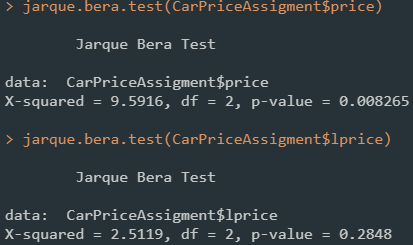 > jarque.bera.test(CarPriceAssigment$price)
Jarque Bera Test
data:  CarPriceAssigment$price
X-squared = 9.5916, df = 2, p-value = 0.008265
> jarque.bera.test(CarPriceAssigment$lprice)
Jarque Bera Test
data:  CarPriceAssigment$lprice
X-squared = 2.5119, df = 2, p-value = 0.2848